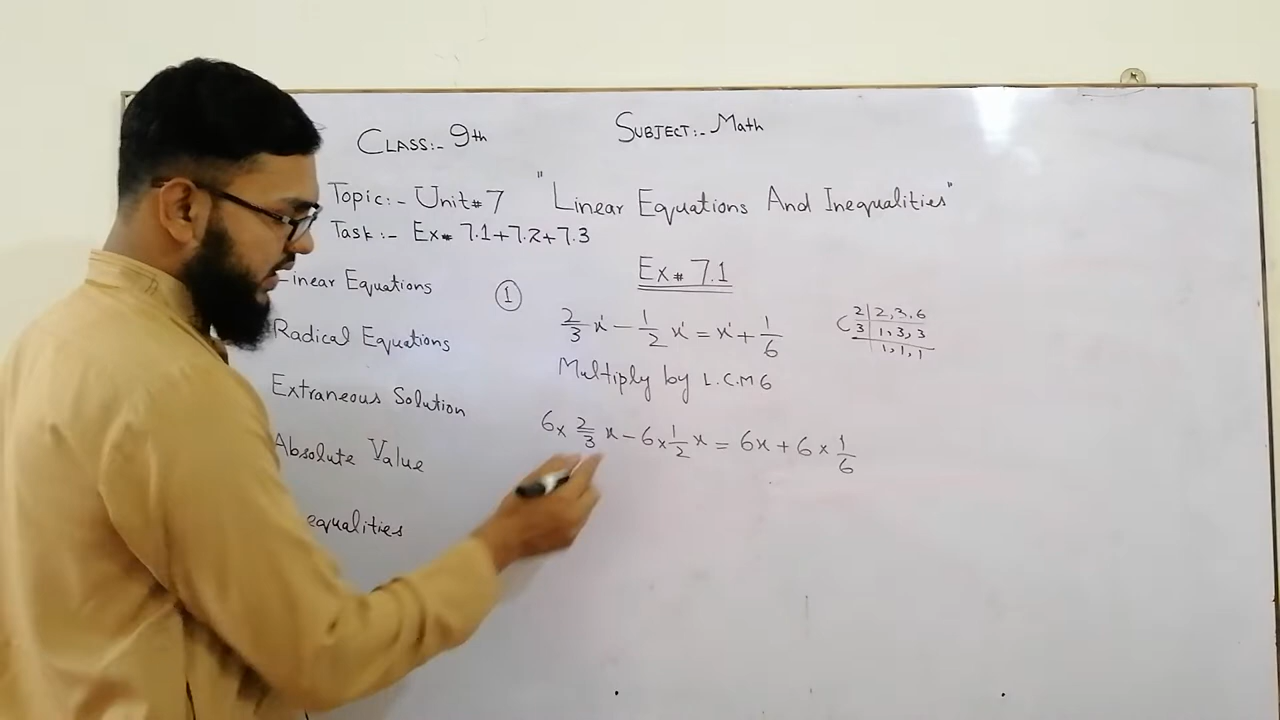 CLASS:- 9th
SUBJECT:- Math
Topic:- Unit # 7 "Linear Equations And Inequalities"
Task:- Ex# 7.1+7.2+7.3
Linear Equations
Radical Equations
Extraneous Solution
Absolute Value
equalities
Ex # 7.1
1
2/3 x - 1/2 x = x + 1/6
Multiply by L.C.M 6
6 x 2/3 x - 6 x 1/2 x = 6x + 6 x 1/6
2 | 2, 3, 6
3 | 1, 3, 3
| 1, 1, 1